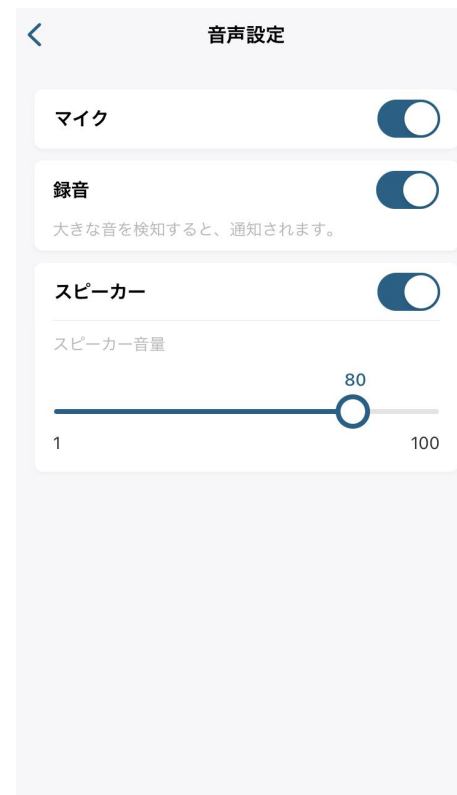 音声設定
マイク
録音
大きな音を検知すると、通知されます。
スピーカー
スピーカー音量
80
1
100